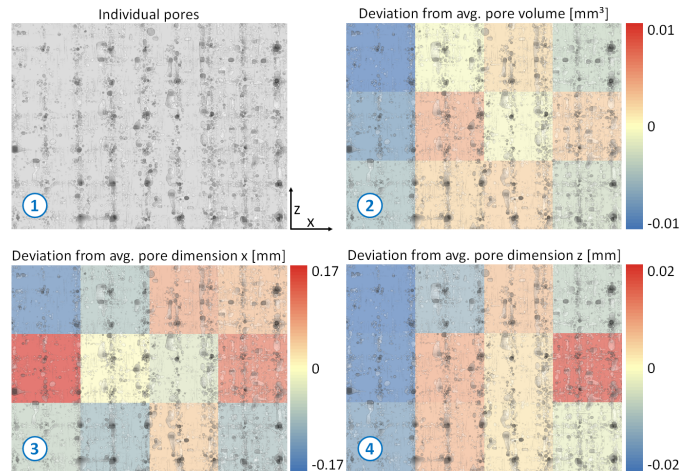 Individual pores
Deviation from avg. pore volume [mm³]
0.01
0
-0.01
1
Z
X
2
Deviation from avg. pore dimension x [mm]
0.17
0
-0.17
3
Deviation from avg. pore dimension z [mm]
0.02
0
-0.02
4